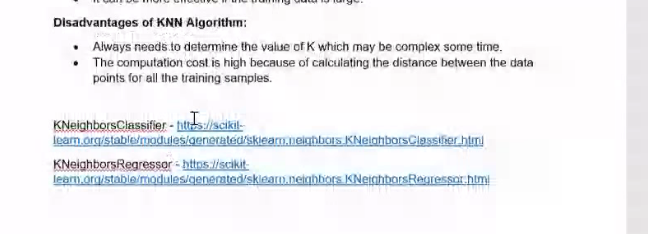 Disadvantages of KNN Algorithm:
• Always needs to determine the value of K which may be complex some time.
• The computation cost is high because of calculating the distance between the data
points for all the training samples.
KNeighborsClassifier - https://scikit-
learn.org/stable/modules/generated/sklearn.neighbors.KNeighborsClassifier.html
KNeighborsRegressor - https://scikit-
learn.org/stable/modules/generated/sklearn.neighbors.KNeighborsRegressor.html